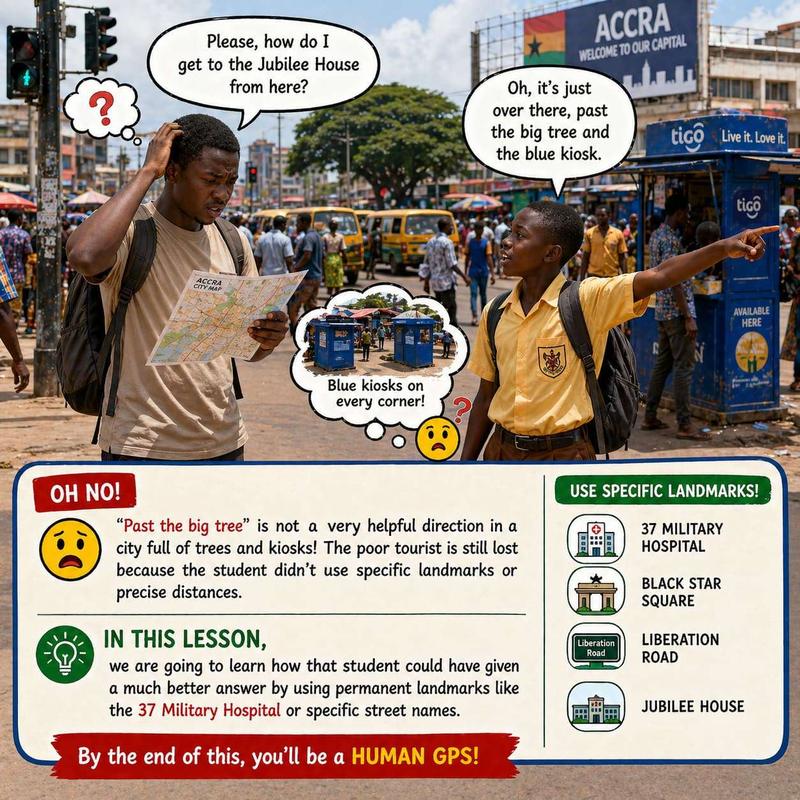 Please, how do I
get to the Jubilee House
from here?
?
ACCRA
WELCOME TO OUR CAPITAL
Oh, it's just
over there, past
the big tree and
the blue kiosk.
tigo
Live it. Love it.
tigo
AVAILABLE
HERE
ACCRA
CITY MAP
Blue kiosks on
every corner!
?
OH NO!
“Past the big tree” is not a very helpful direction in a
city full of trees and kiosks! The poor tourist is still lost
because the student didn't use specific landmarks or
precise distances.
IN THIS LESSON,
we are going to learn how that student could have given
a much better answer by using permanent landmarks like
the 37 Military Hospital or specific street names.
By the end of this, you'll be a HUMAN GPS!
USE SPECIFIC LANDMARKS!
37 MILITARY
HOSPITAL
BLACK STAR
SQUARE
Liberation
Road
LIBERATION
ROAD
JUBILEE HOUSE